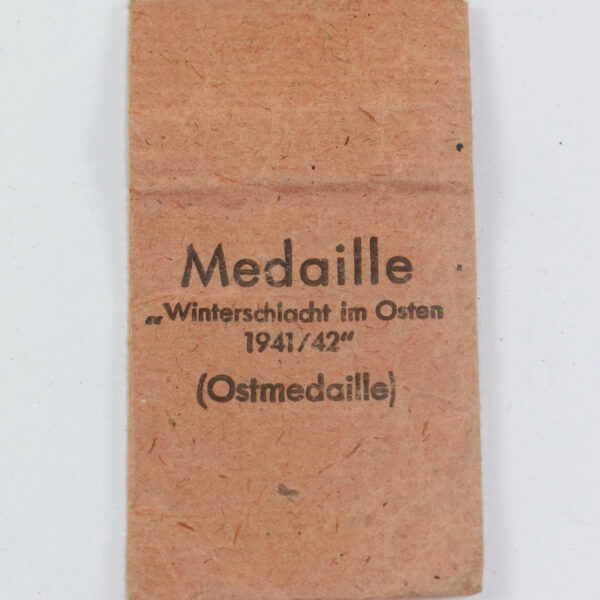 Medaille
„Winterschlacht im Osten
1941/42“
(Ostmedaille)